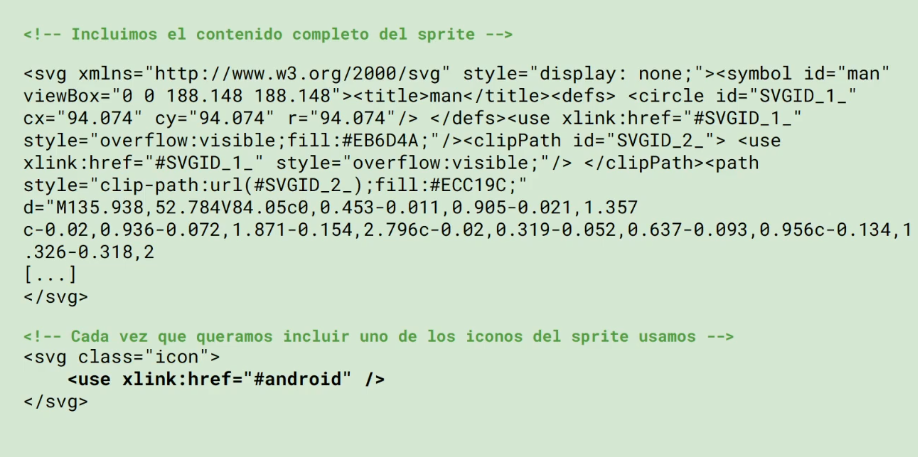 <!-- Incluimos el contenido completo del sprite -->
<svg xmlns="http://www.w3.org/2000/svg" style="display: none;"><symbol id="man"
viewBox="0 0 188.148 188.148"><title>man</title><defs> <circle id="SVGID_1_"
cx="94.074" cy="94.074" r="94.074"/> </defs><use xlink:href="#SVGID_1_"
style="overflow:visible;fill:#EB6D4A;"/><clipPath id="SVGID_2_"> <use
xlink:href="#SVGID_1_" style="overflow:visible;"/> </clipPath><path
style="clip-path:url(#SVGID_2_);fill:#ECC19C;"
d="M135.938,52.784V84.05c0,0.453-0.011,0.905-0.021,1.357
c-0.02,0.936-0.072,1.871-0.154,2.796c-0.02,0.319-0.052,0.637-0.093,0.956c-0.134,1
.326-0.318,2
[...]
</svg>
<!-- Cada vez que queramos incluir uno de los iconos del sprite usamos -->
<svg class="icon">
<use xlink:href="#android" />
</svg>